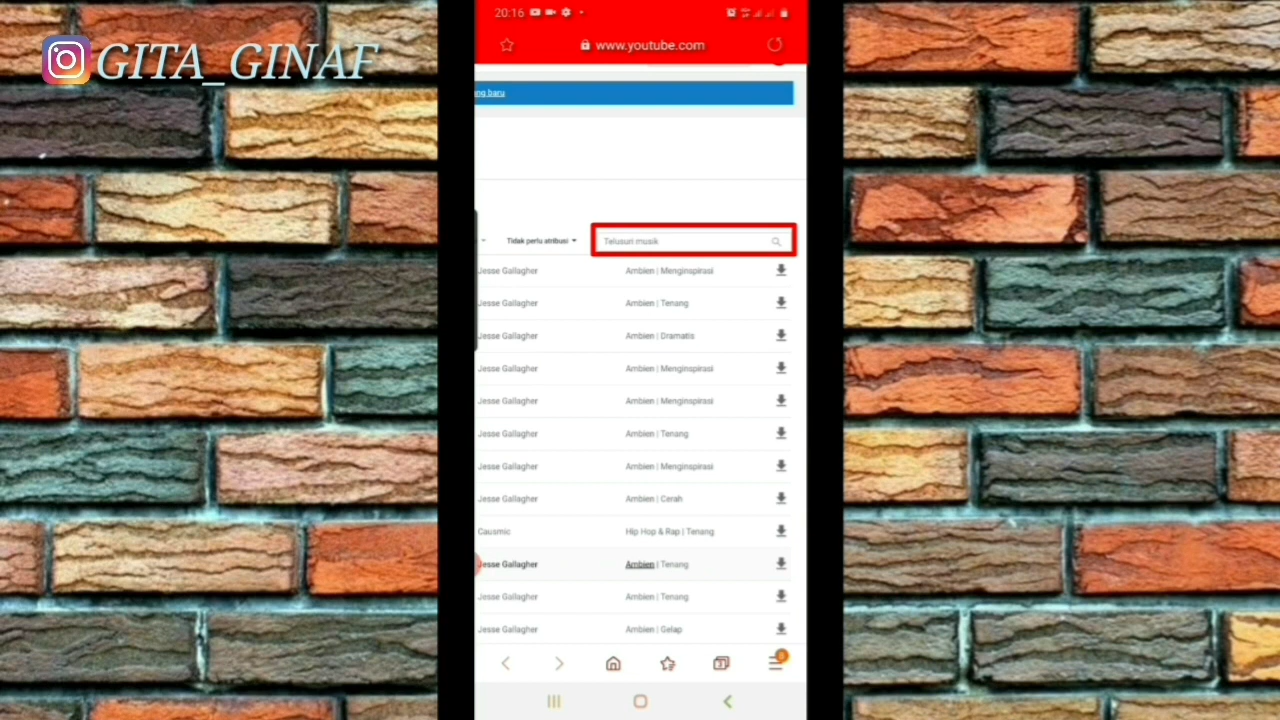 GITA_GINAF
20:16
www.youtube.com
ng baru
Tidak perlu atribusi
Telusuri musik
Jesse Gallagher Ambien | Menginspirasi
Jesse Gallagher Ambien | Tenang
Jesse Gallagher Ambien | Dramatis
Jesse Gallagher Ambien | Menginspirasi
Jesse Gallagher Ambien | Menginspirasi
Jesse Gallagher Ambien | Tenang
Jesse Gallagher Ambien | Menginspirasi
Jesse Gallagher Ambien | Cerah
Causmic Hip Hop & Rap | Tenang
Jesse Gallagher Ambien | Tenang
Jesse Gallagher Ambien | Tenang
Jesse Gallagher Ambien | Gelap
3